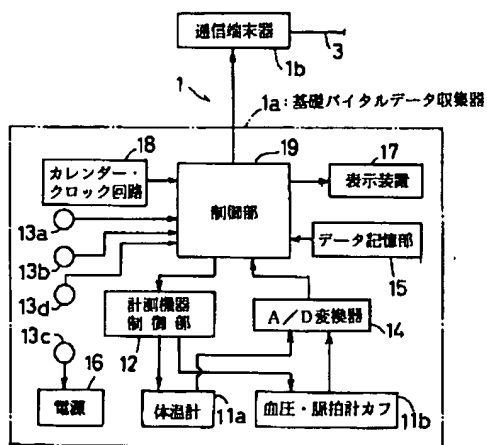 通信端末器
3
1b
1
1a:基礎バイタルデータ収集器
18
19
17
カレンダー・
クロック回路
制御部
表示装置
13a
13b
13d
データ記憶部
15
計測機器
制御部
A/D変換器
14
13c
12
16
電源
体温計
11a
血圧・脈拍計カフ
11b